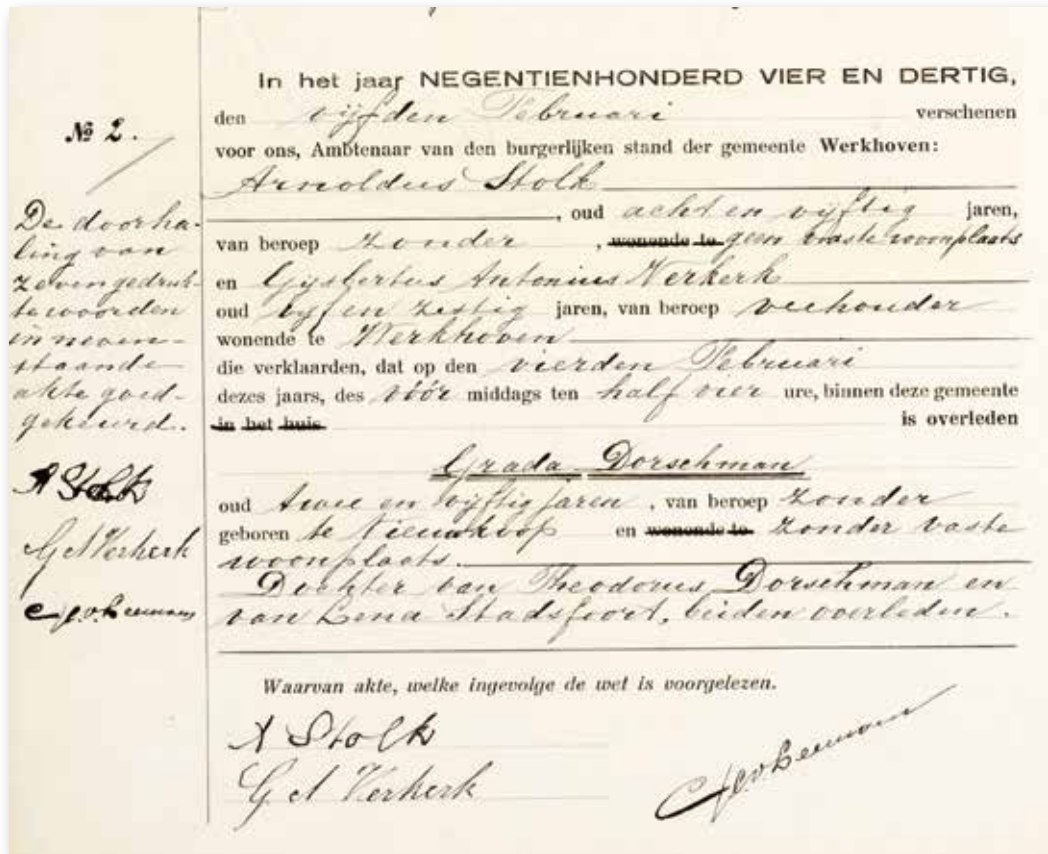 In het jaar NEGENTIENHONDERD VIER EN DERTIG,
den vijfden Februari verschenen
voor ons, Ambtenaar van den burgerlijken stand der gemeente Werkhoven:
Arnoldus Stolk
, oud acht en vijftig jaren,
van beroep zonder , wonende te geen vaste woonplaats
en Gijsbertus Antonius Verkerk
oud vijf en zestig jaren, van beroep veehouder
wonende te Werkhoven
die verklaarden, dat op den vierden Februari
dezes jaars, des vóór middags ten half vier ure, binnen deze gemeente
in het huis is overleden
Grada Dorschman
oud twee en vijftig jaren , van beroep zonder
geboren te Nieuwkoop en wonende te zonder vaste
woonplaats.
Dochter van Theodorus Dorschman en
van Lena Stadsfoort, beiden overleden.
Waarvan akte, welke ingevolge de wet is voorgelezen.
A Stolk
G A Verkerk
№ 2.
De doorha-
ling van
zeven gedruk-
te woorden
in neven-
staande
akte goed-
gekeurd.
A Stolk
G A Verkerk